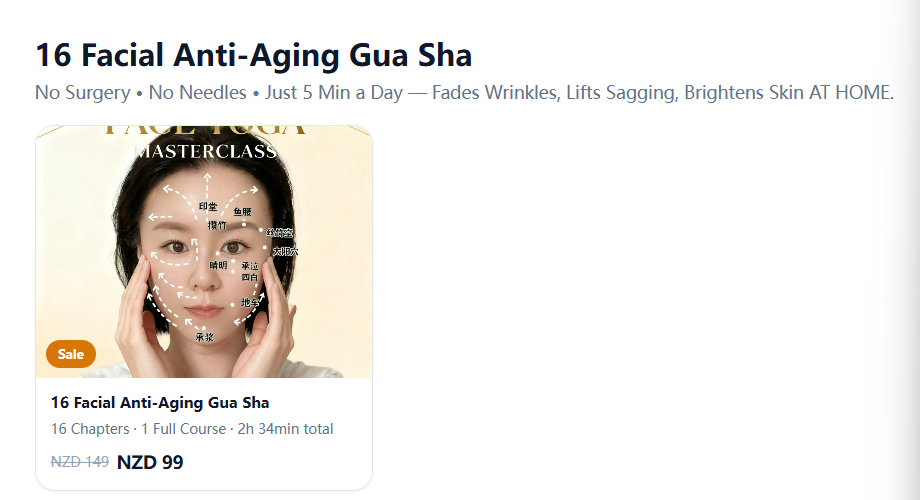 16 Facial Anti-Aging Gua Sha
No Surgery • No Needles • Just 5 Min a Day — Fades Wrinkles, Lifts Sagging, Brightens Skin AT HOME.
FACE YOGA
MASTERCLASS
印堂
鱼腰
攒竹
丝竹空
太阳穴
睛明
承泣
四白
地车
承浆
Sale
16 Facial Anti-Aging Gua Sha
16 Chapters · 1 Full Course · 2h 34min total
NZD 149 NZD 99